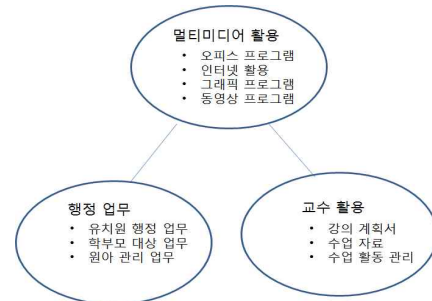 멀티미디어 활용
• 오피스 프로그램
• 인터넷 활용
• 그래픽 프로그램
• 동영상 프로그램
행정 업무
• 유치원 행정 업무
• 학부모 대상 업무
• 원아 관리 업무
교수 활용
• 강의 계획서
• 수업 자료
• 수업 활동 관리